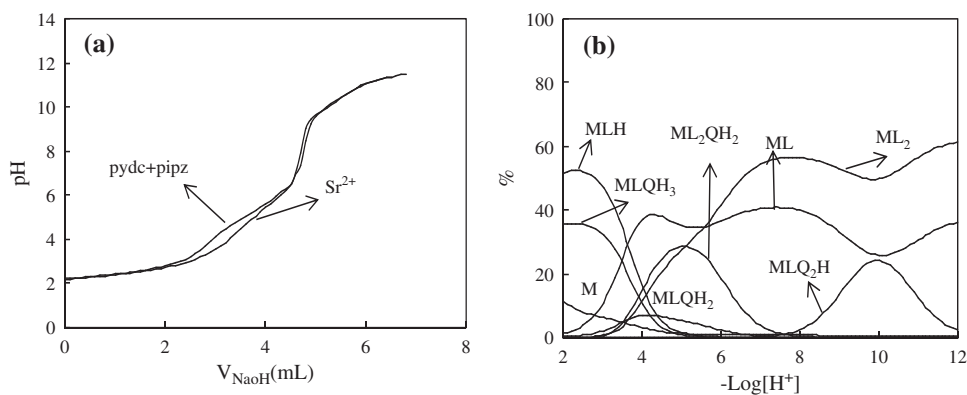 (a)
pH
14
12
10
8
6
4
2
0
pydc+pipz
Sr²⁺
0 2 4 6 8
V_NaoH(mL)
(b)
%
100
80
60
40
20
0
MLH
ML₂QH₂
ML
ML₂
MLQH₃
M
MLQH₂
MLQ₂H
2 4 6 8 10 12
-Log[H⁺]